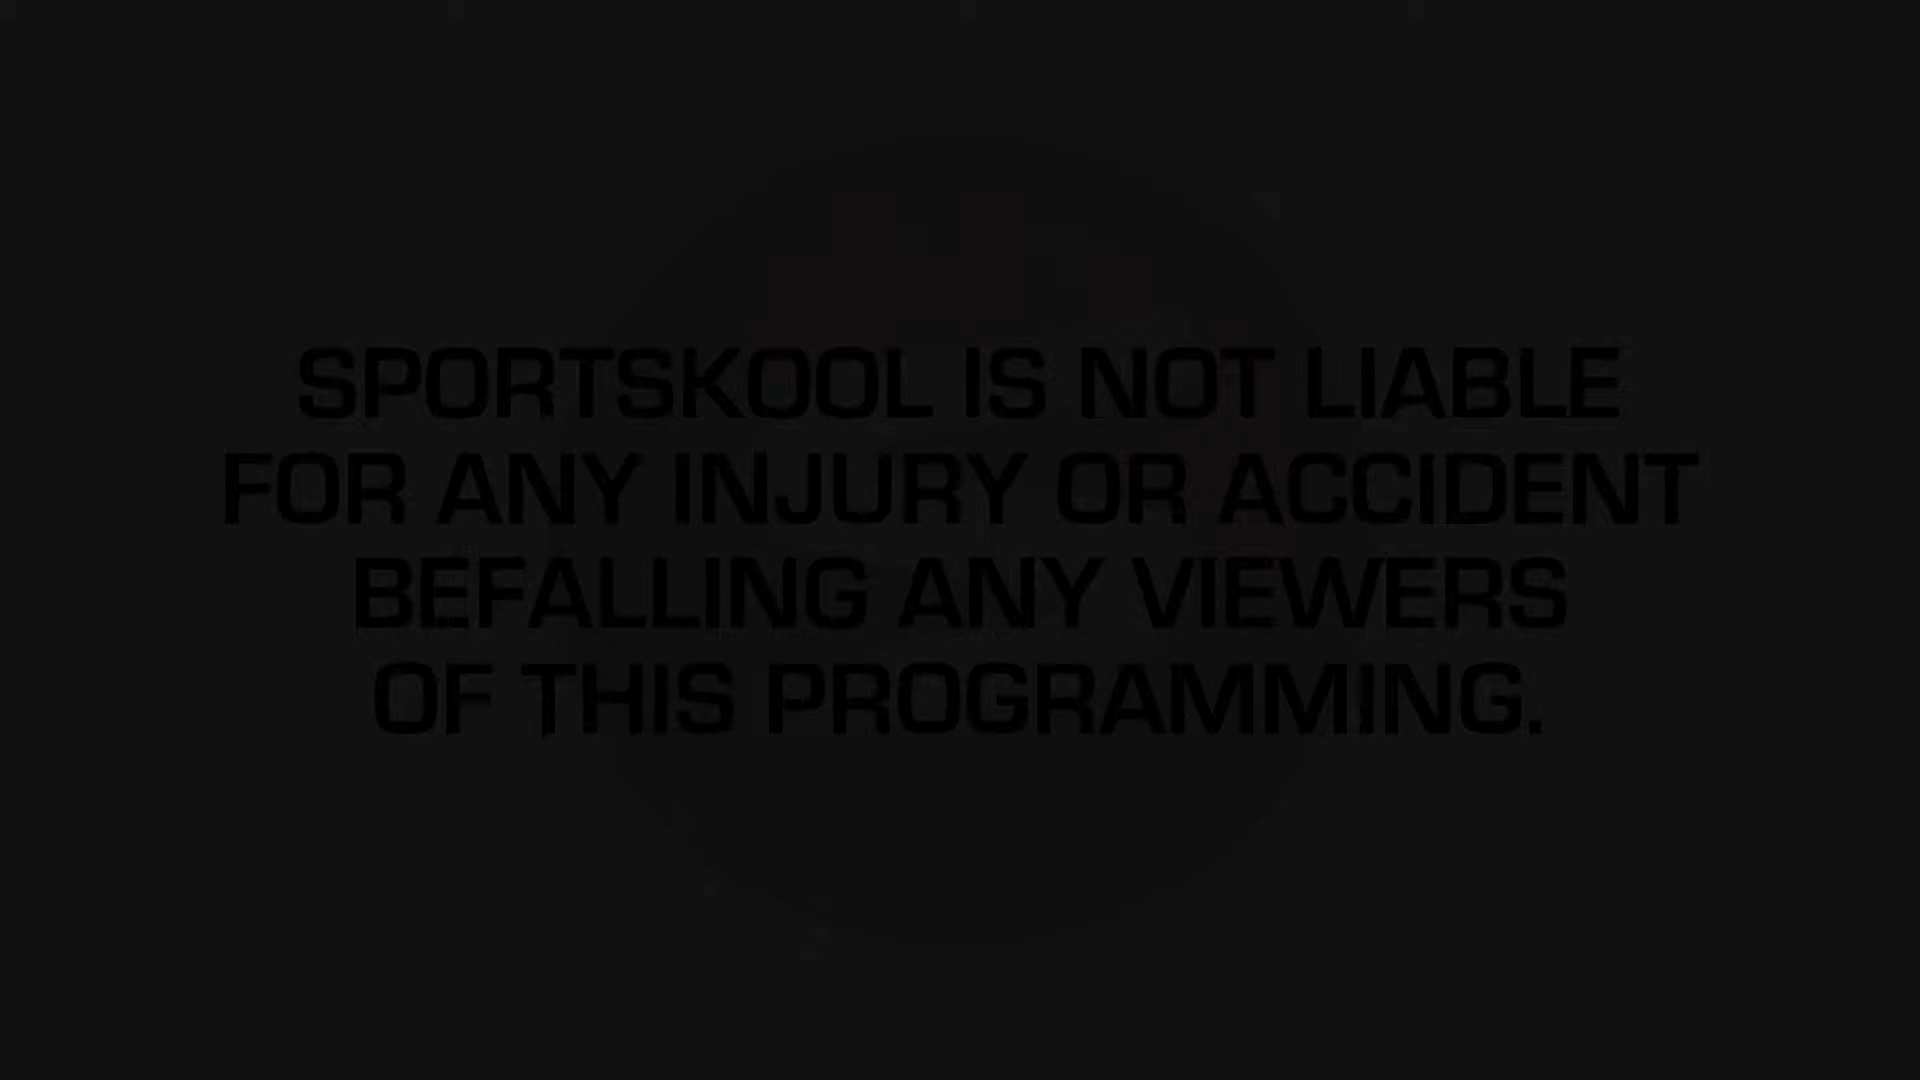 SPORTSKOOL IS NOT LIABLE
FOR ANY INJURY OR ACCIDENT
BEFALLING ANY VIEWERS
OF THIS PROGRAMMING.